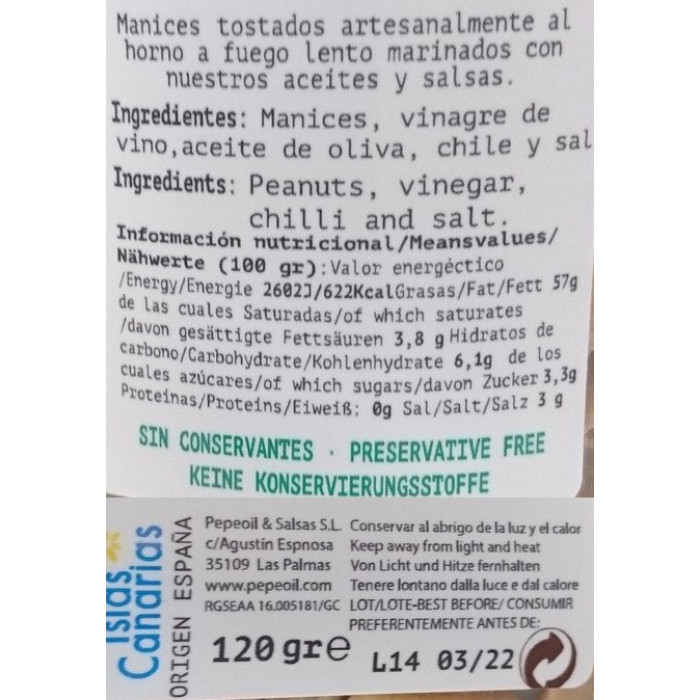 Manices tostados artesanalmente al
horno a fuego lento marinados con
nuestros aceites y salsas.
Ingredientes: Manices, vinagre de
vino,aceite de oliva, chile y sal
Ingredients: Peanuts, vinegar,
chilli and salt.
Información nutricional/Meansvalues/
Nähwerte (100 gr):Valor energéctico
/Energy/Energie 2602J/622KcalGrasas/Fat/Fett 57g
de las cuales Saturadas/of which saturates
/davon gesättigte Fettsäuren 3,8 g Hidratos de
carbono/Carbohydrate/Kohlenhydrate 6,1g de los
cuales azúcares/of which sugars/davon Zucker 3,3g
Proteínas/Proteins/Eiweiß: 0g Sal/Salt/Salz 3 g
SIN CONSERVANTES · PRESERVATIVE FREE
KEINE KONSERVIERUNGSSTOFFE
Islas
Canarias
ORIGEN ESPAÑA
Pepeoil & Salsas S.L.
c/Agustín Espnosa
35109 Las Palmas
www.pepeoil.com
RGSEAA 16.005181/GC
120 gr e
Conservar al abrigo de la luz y el calor
Keep away from light and heat
Von Licht und Hitze fernhalten
Tenere lontano dalla luce e dal calore
LOT/LOTE-BEST BEFORE/ CONSUMIR
PREFERENTEMENTE ANTES DE:
L14 03/22